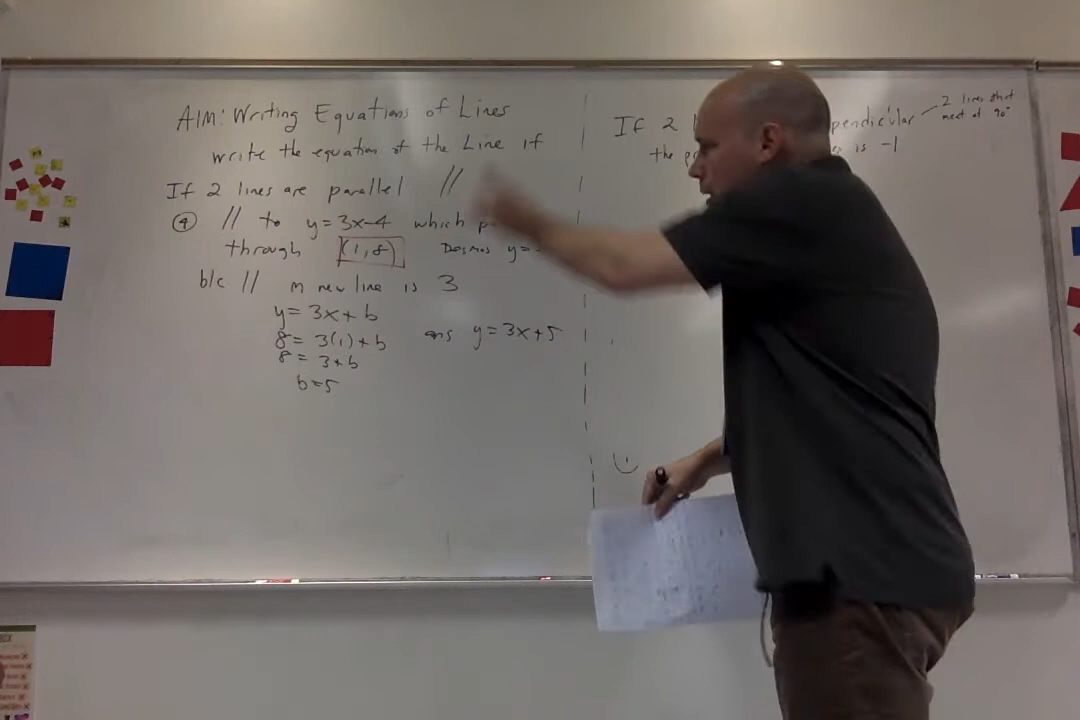 AIM: Writing Equations of Lines
write the equation of the Line if
If 2 lines are parallel //
④ // to y=3x-4 which p
through (1,8) Desmos y=
b/c // m new line is 3
y = 3x + b
8 = 3(1) + b
8 = 3 + b
b=5
ans y = 3x+5
If 2 l pendicular
2 lines that
meet at 90°
the p is -1